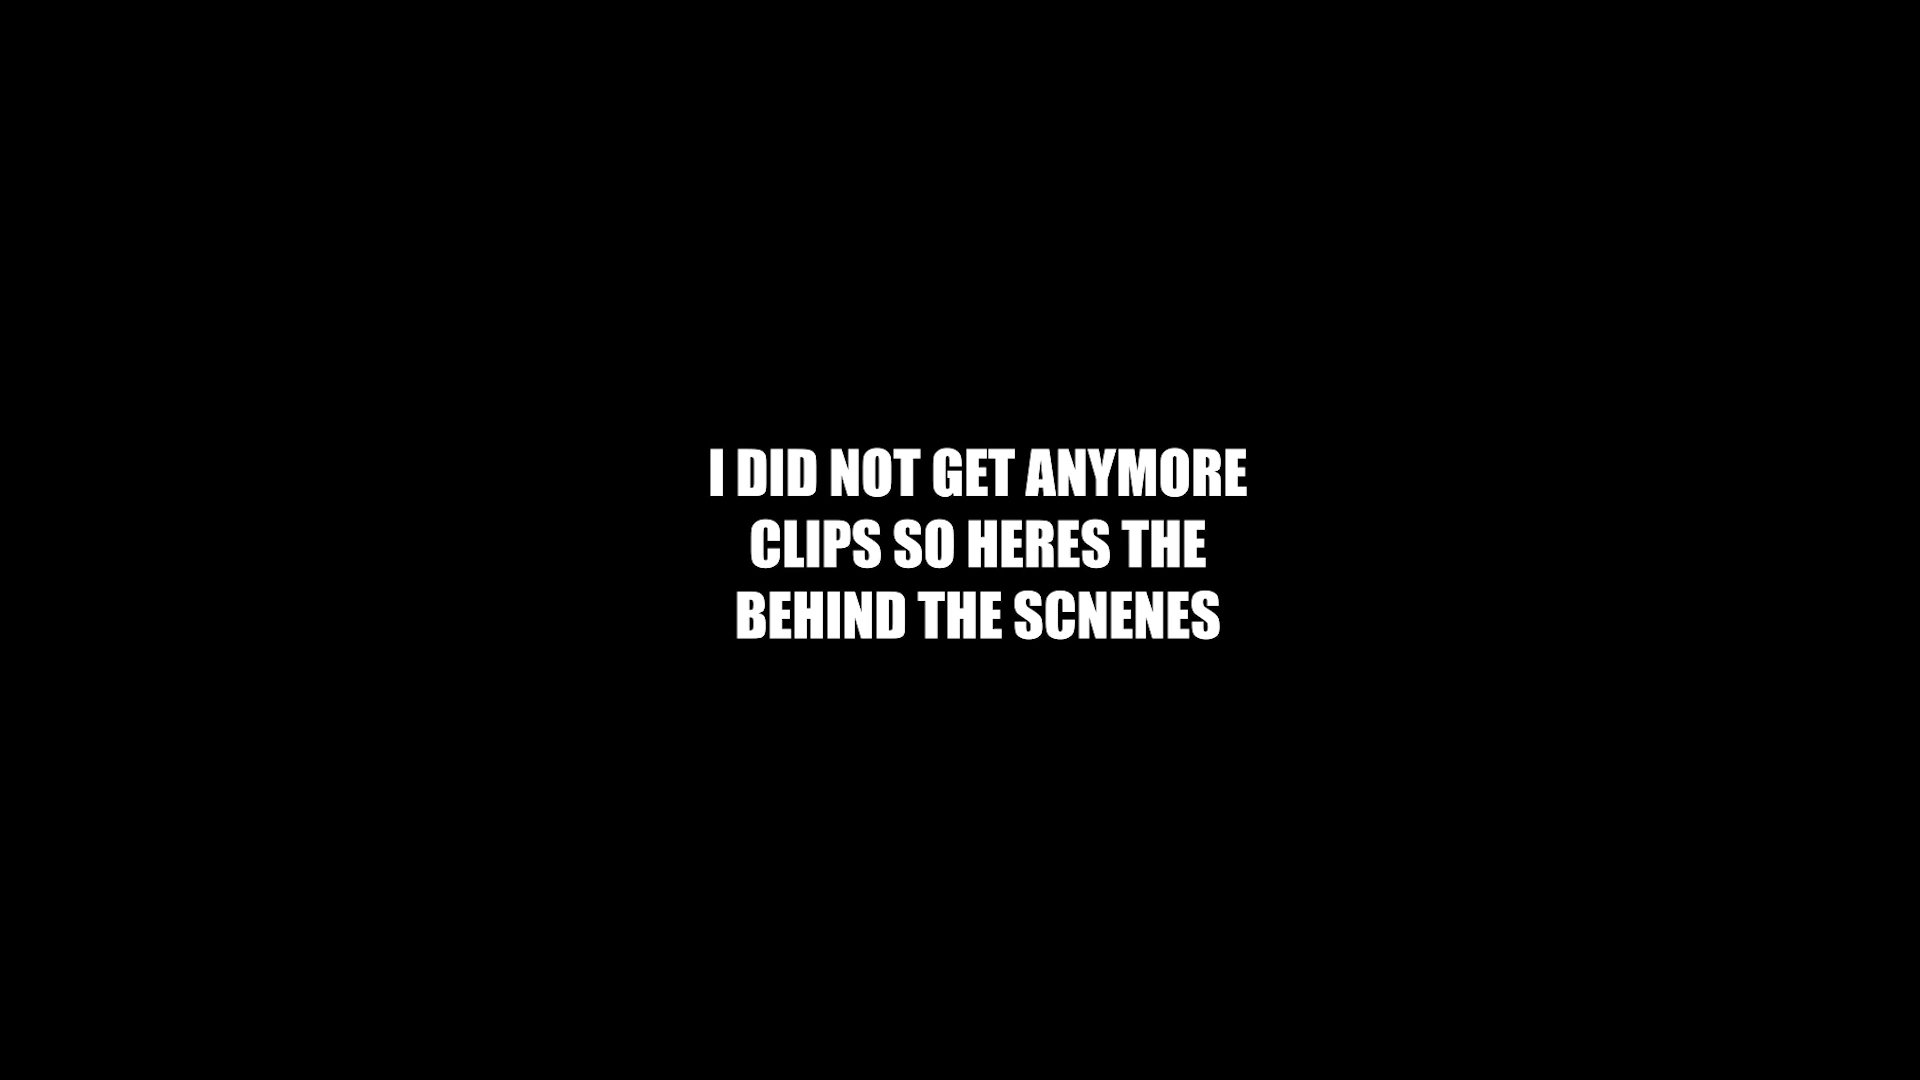 I DID NOT GET ANYMORE
CLIPS SO HERES THE
BEHIND THE SCNENES